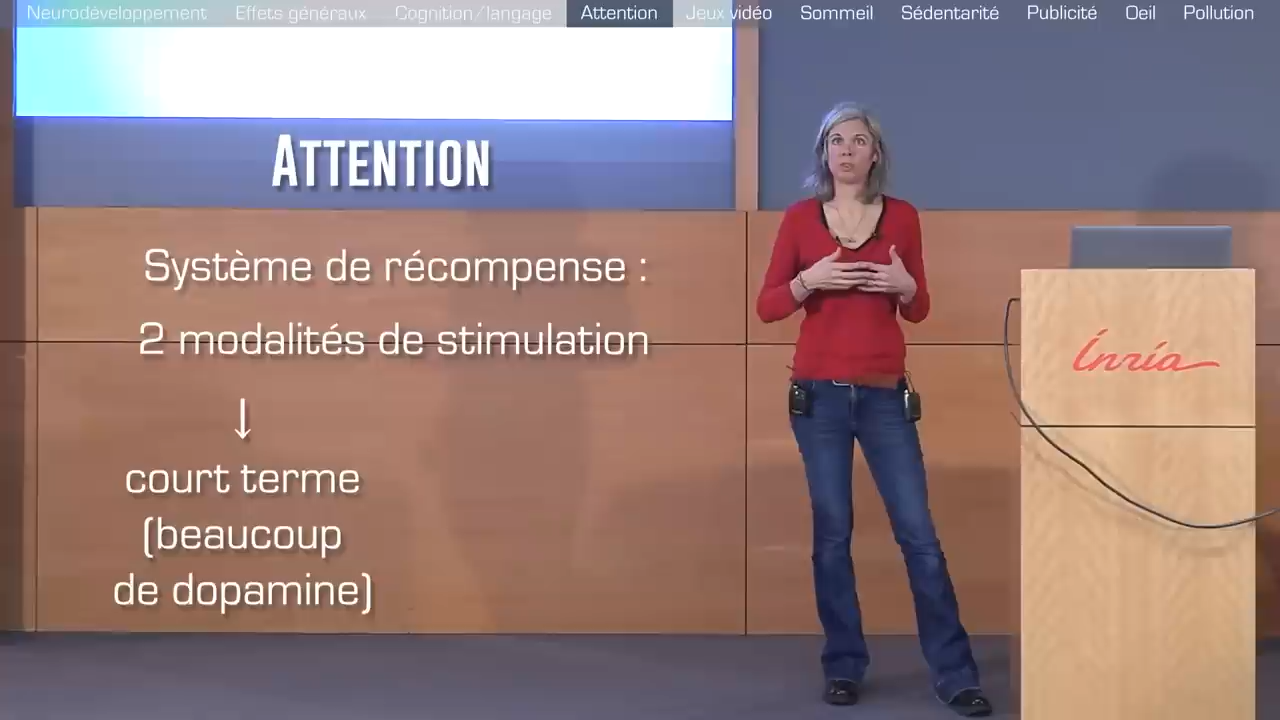 Neurodéveloppement Effets généraux Cognition/langage Attention Jeux vidéo Sommeil Sédentarité Publicité Oeil Pollution
ATTENTION
Système de récompense :
2 modalités de stimulation
↓
court terme
(beaucoup
de dopamine)
Inria